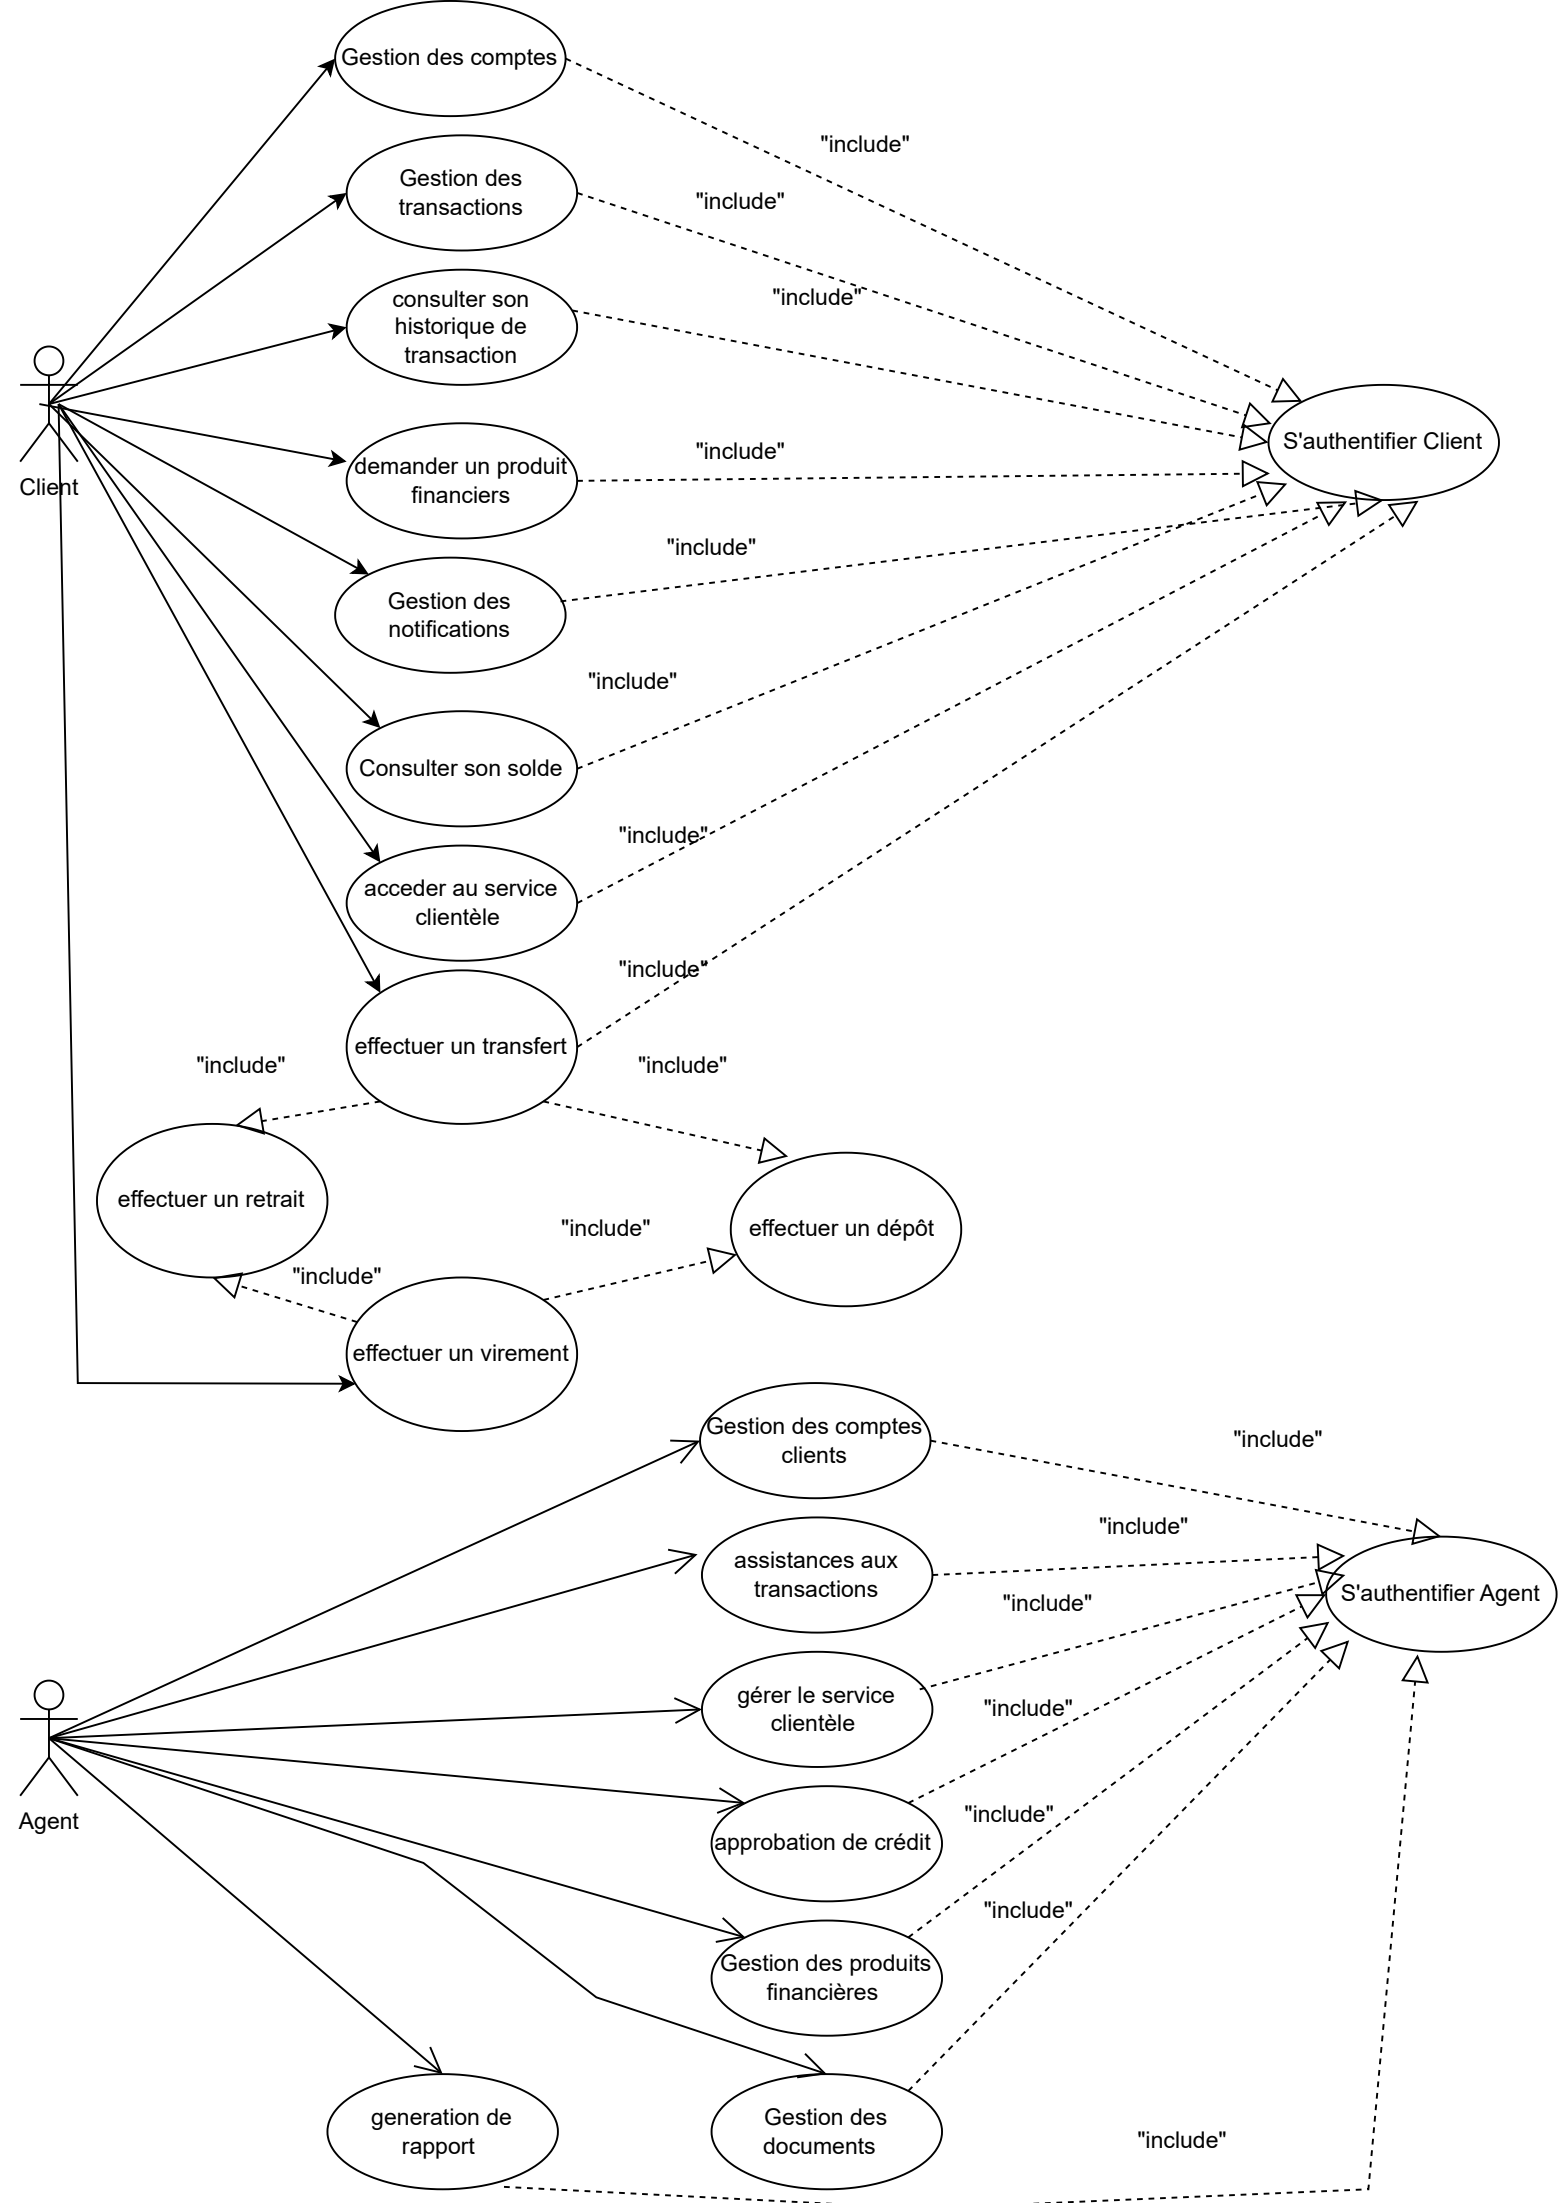 Gestion des comptes
"include"
Gestion des
transactions
"include"
consulter son
historique de
transaction
"include"
S'authentifier Client
Client
demander un produit
financiers
"include"
"include"
Gestion des
notifications
"include"
Consulter son solde
"include"
acceder au service
clientèle
"include"
effectuer un transfert
"include"
"include"
effectuer un retrait
effectuer un dépôt
"include"
"include"
effectuer un virement
Gestion des comptes
clients
"include"
"include"
assistances aux
transactions
"include"
S'authentifier Agent
gérer le service
clientèle
"include"
Agent
approbation de crédit
"include"
"include"
Gestion des produits
financières
generation de
rapport
Gestion des
documents
"include"